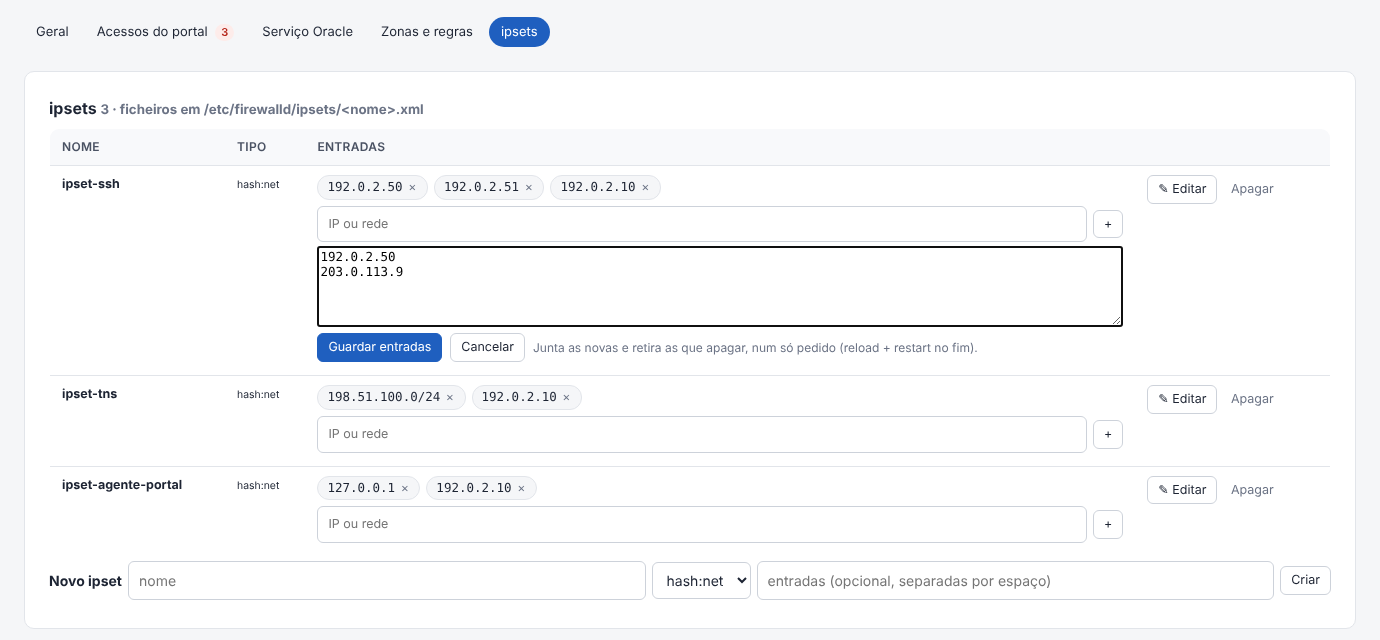 Geral Acessos do portal 3 Serviço Oracle Zonas e regras ipsets
ipsets 3 · ficheiros em /etc/firewalld/ipsets/<nome>.xml
NOME TIPO ENTRADAS
ipset-ssh hash:net 192.0.2.50 × 192.0.2.51 × 192.0.2.10 × ✎ Editar Apagar
IP ou rede +
192.0.2.50
203.0.113.9
Guardar entradas Cancelar Junta as novas e retira as que apagar, num só pedido (reload + restart no fim).
ipset-tns hash:net 198.51.100.0/24 × 192.0.2.10 × ✎ Editar Apagar
IP ou rede +
ipset-agente-portal hash:net 127.0.0.1 × 192.0.2.10 × ✎ Editar Apagar
IP ou rede +
Novo ipset nome hash:net entradas (opcional, separadas por espaço) Criar